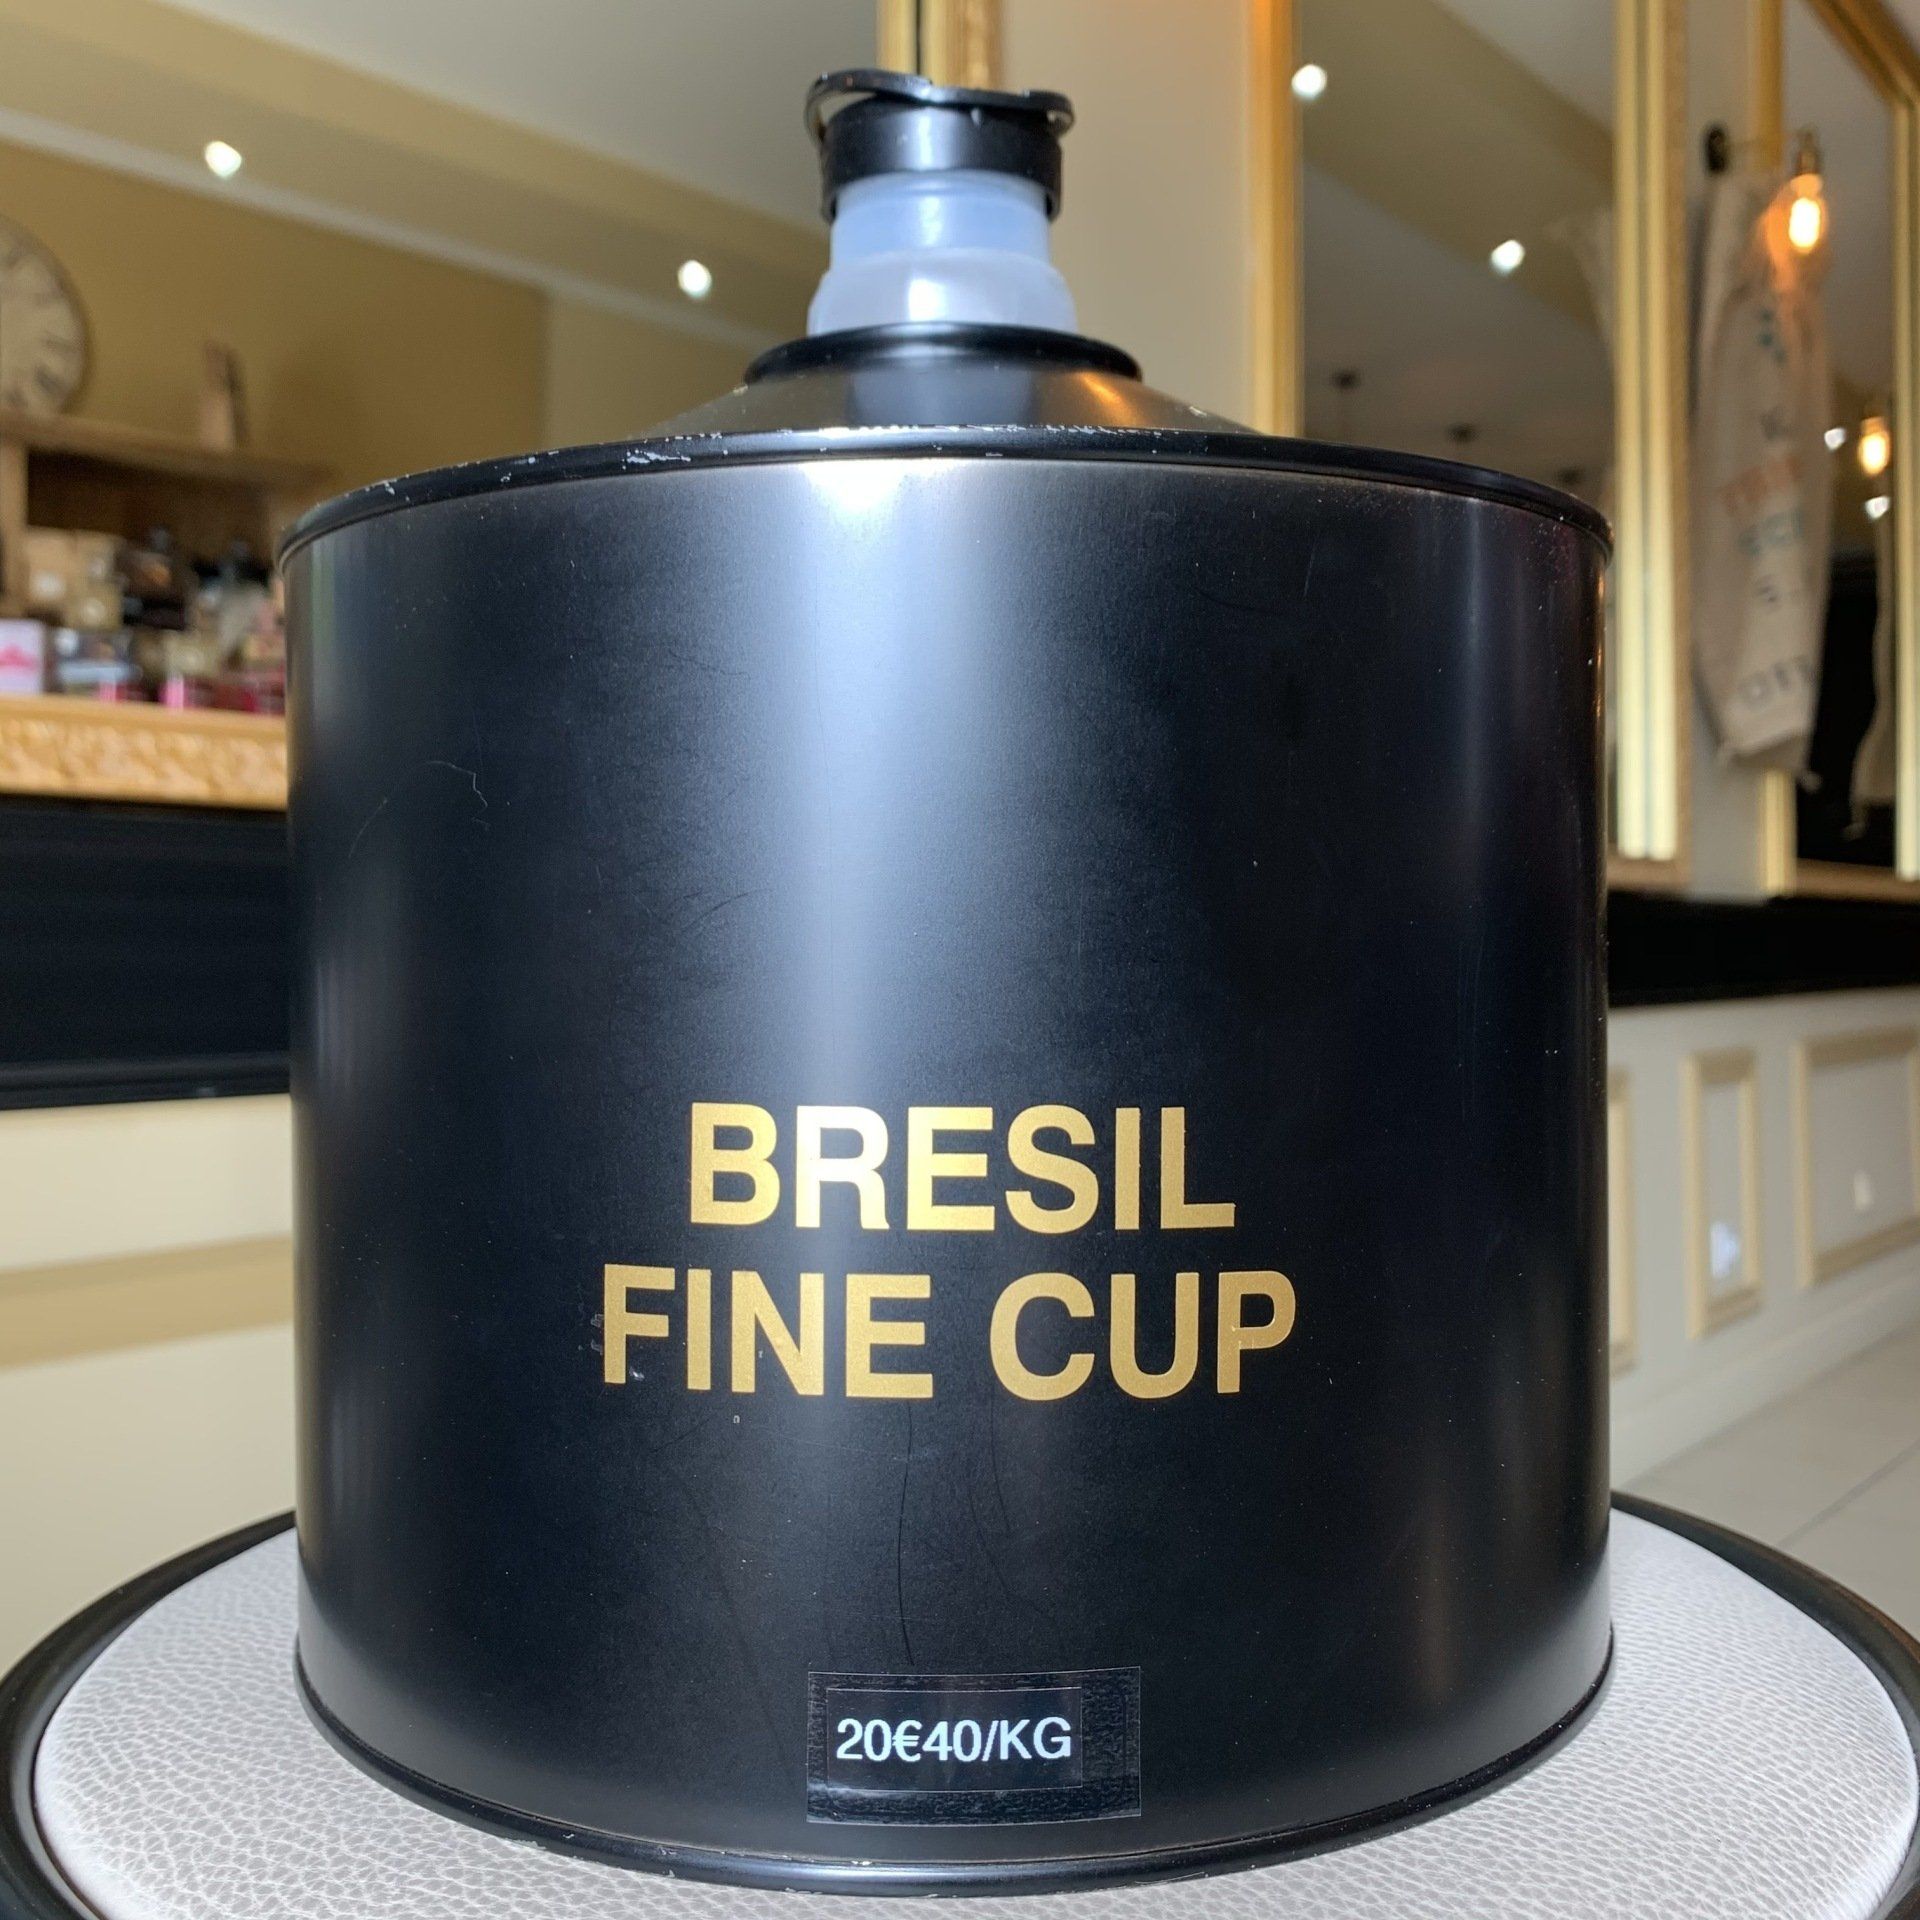 BRESIL
FINE CUP
20€40/KG